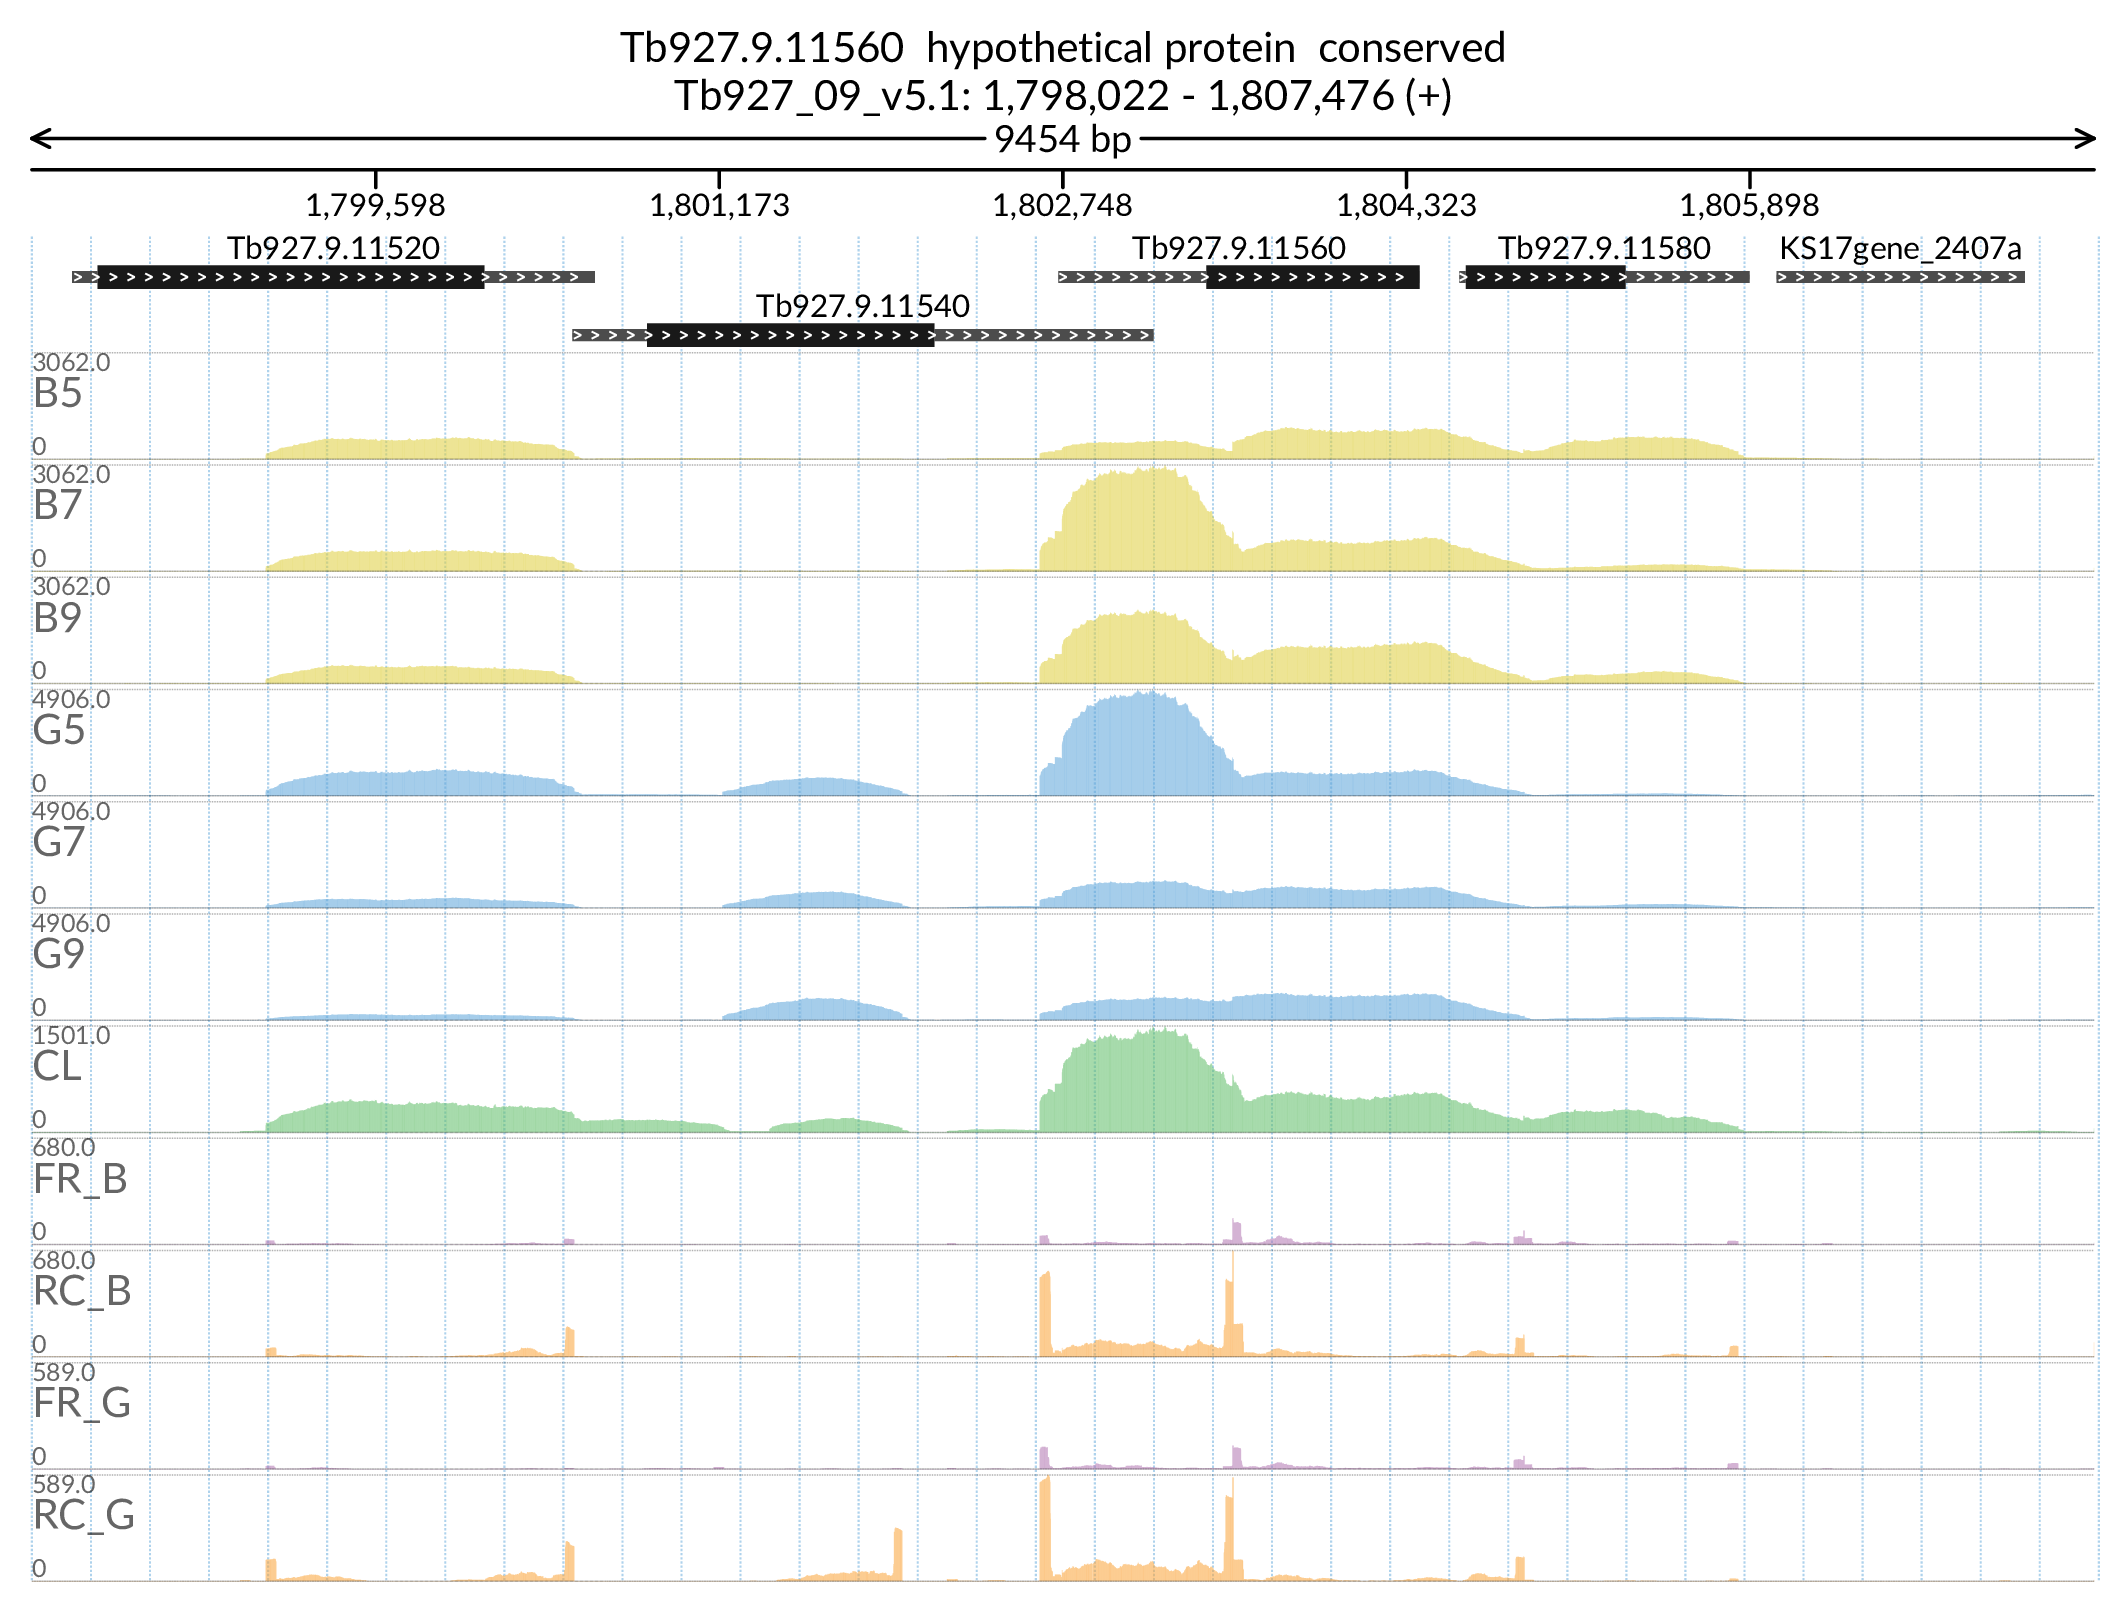 Tb927.9.11560  hypothetical protein  conserved
Tb927_09_v5.1: 1,798,022 - 1,807,476 (+)
9454 bp
1,799,598 1,801,173 1,802,748 1,804,323 1,805,898
Tb927.9.11520 Tb927.9.11560 Tb927.9.11580 KS17gene_2407a
Tb927.9.11540
3062.0
B5
0
3062.0
B7
0
3062.0
B9
0
4906.0
G5
0
4906.0
G7
0
4906.0
G9
0
1501.0
CL
0
680.0
FR_B
0
680.0
RC_B
0
589.0
FR_G
0
589.0
RC_G
0